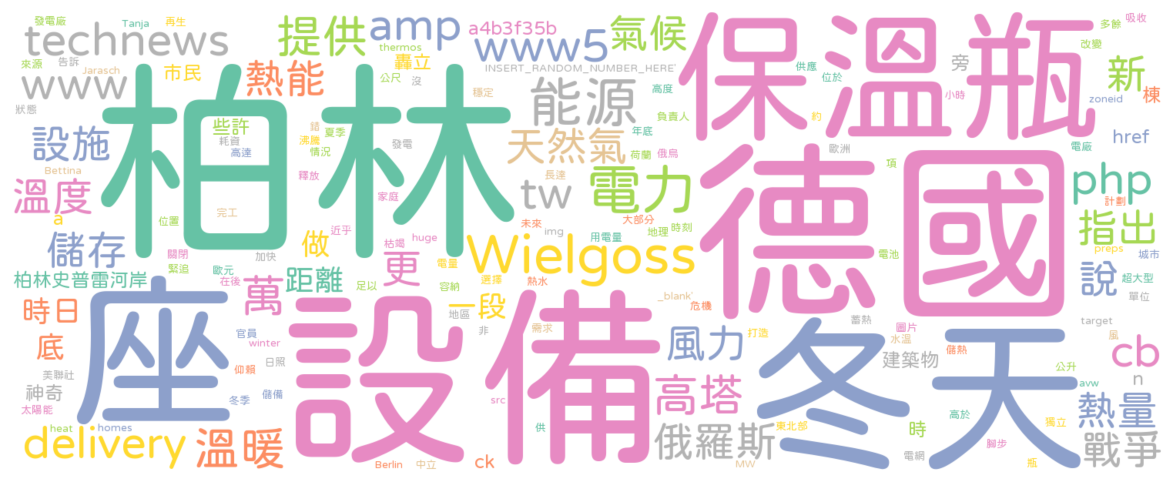 發電廠 Tanja 再生
technews
來源 告訴
www Jarasch 市民
狀態
提供 amp a4b3f35b
thermos
轟立 www5 氣候
熱能 公尺 沒 INSERT_RANDOM_NUMBER_HERE
穩定 高度 負責人
保溫瓶
供應 位於
多餘 吸收
改變
旁 新 棟
小時 zoneid
柏林
些許 鍺 夏季
耗資 沸騰
高達 情況 發電
能源
年底
天然氣 荷蘭 俄烏
歐洲 項 電廠
href
設施
Bettina
溫度 a
釋放 長達
家庭
tw 電力
大部分
德國
php
計劃
指出
位置 完工
儲存
關閉 近乎 做 枯竭 huge
未來 img 用電量 地理 時刻
Wielgoss
電池 preps 城市
緊追 歐元 加快
在後
柏林史普雷河岸 距離 更 電量 選擇 容納 熱水
_blank' 危機
說 超大型
單位
萬 足以 一段 地區 非 需求
時日
底 官員 winter
日照
美聯社 仰賴
神奇 儲備
太陽能 冬季
座 設備
src
供
風力 打造
蓄熱 圖片
水溫 儲熱
建築物
target
風
cb
n
公升 avw
高塔
冬天
高於 獨立
熱量
東北部
時 腳步
heat homes
delivery 溫暖
Berlin 中立 ck
俄羅斯
MW
電網
瓶
戰爭